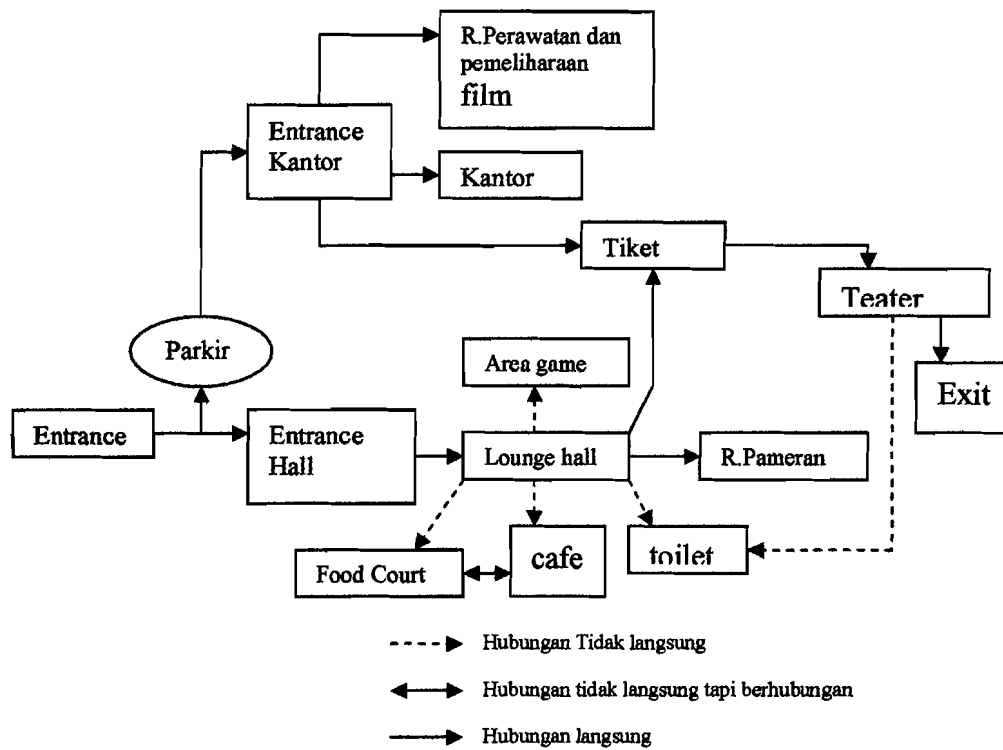 R.Perawatan dan
pemeliharaan
film
Entrance
Kantor
Kantor
Tiket
Teater
Parkir
Area game
Exit
Entrance
Entrance
Hall
Lounge hall
R.Pameran
Food Court
cafe
toilet
Hubungan Tidak langsung
Hubungan tidak langsung tapi berhubungan
Hubungan langsung